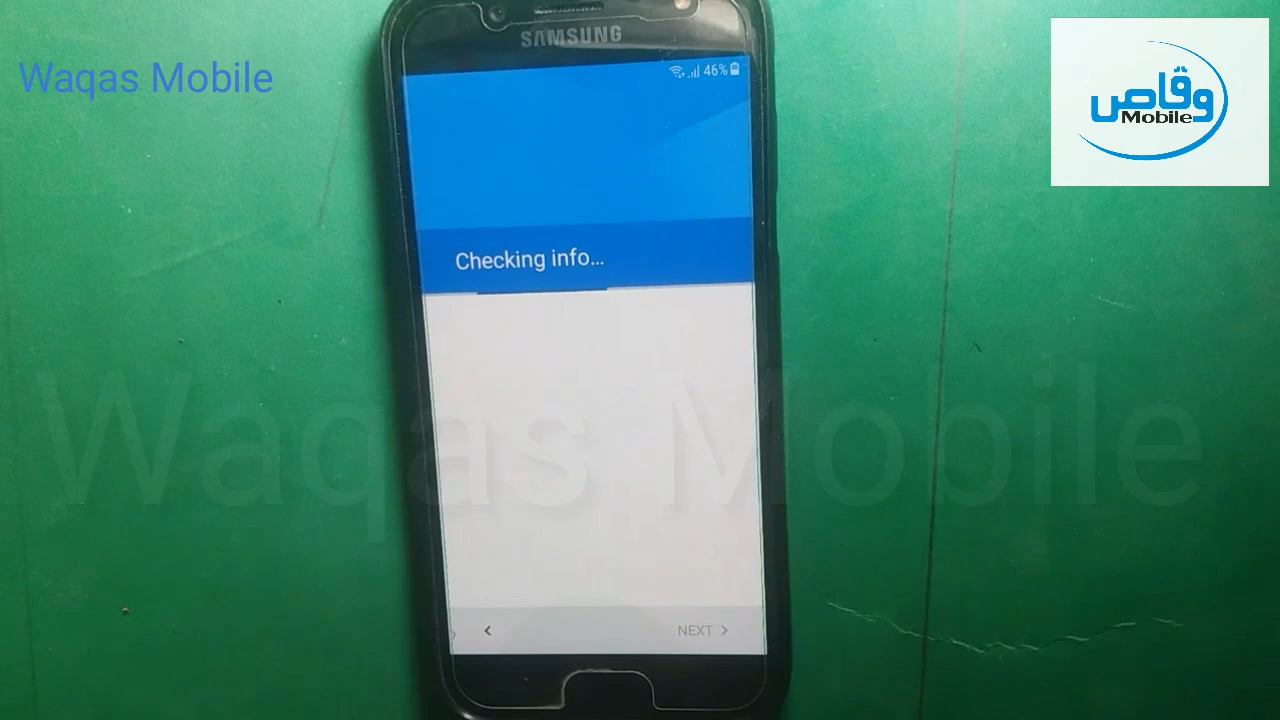 SAMSUNG
Waqas Mobile
46%
وقاص
Mobile
Checking info...
Waqas Mobile
NEXT